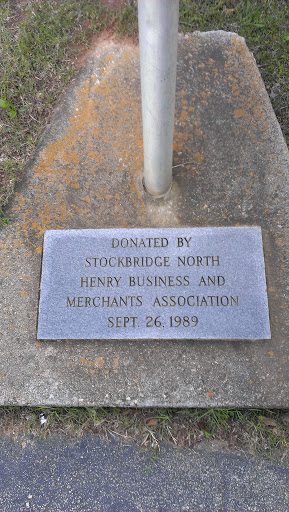 DONATED BY
STOCKBRIDGE NORTH
HENRY BUSINESS AND
MERCHANTS ASSOCIATION
SEPT. 26, 1989